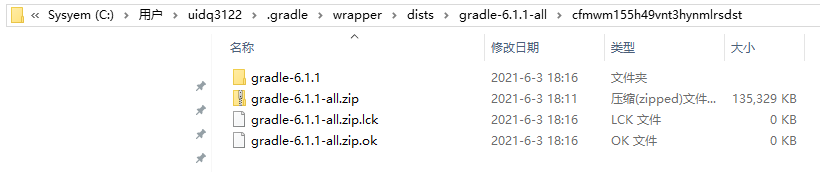 « Sysyem (C:) › 用户 › uidq3122 › .gradle › wrapper › dists › gradle-6.1.1-all › cfmwm155h49vnt3hynmlrsdst
名称 修改日期 类型 大小
gradle-6.1.1 2021-6-3 18:16 文件夹
gradle-6.1.1-all.zip 2021-6-3 18:11 压缩(zipped)文件... 135,329 KB
gradle-6.1.1-all.zip.lck 2021-6-3 18:16 LCK 文件 0 KB
gradle-6.1.1-all.zip.ok 2021-6-3 18:16 OK 文件 0 KB